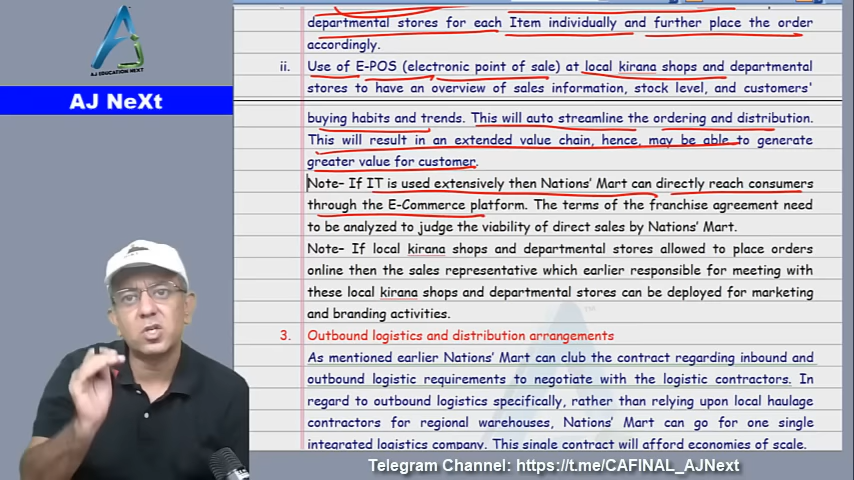 AJ EDUCATION NEXT
AJ NeXt
departmental stores for each Item individually and further place the order
accordingly.
ii. Use of E-POS (electronic point of sale) at local kirana shops and departmental
stores to have an overview of sales information, stock level, and customers'
buying habits and trends. This will auto streamline the ordering and distribution.
This will result in an extended value chain, hence, may be able to generate
greater value for customer.
Note- If IT is used extensively then Nations' Mart can directly reach consumers
through the E-Commerce platform. The terms of the franchise agreement need
to be analyzed to judge the viability of direct sales by Nations' Mart.
Note- If local kirana shops and departmental stores allowed to place orders
online then the sales representative which earlier responsible for meeting with
these local kirana shops and departmental stores can be deployed for marketing
and branding activities.
3. Outbound logistics and distribution arrangements
As mentioned earlier Nations' Mart can club the contract regarding inbound and
outbound logistic requirements to negotiate with the logistic contractors. In
regard to outbound logistics specifically, rather than relying upon local haulage
contractors for regional warehouses, Nations' Mart can go for one single
integrated logistics company. This single contract will afford economies of scale.
Telegram Channel: https://t.me/CAFINAL_AJNext